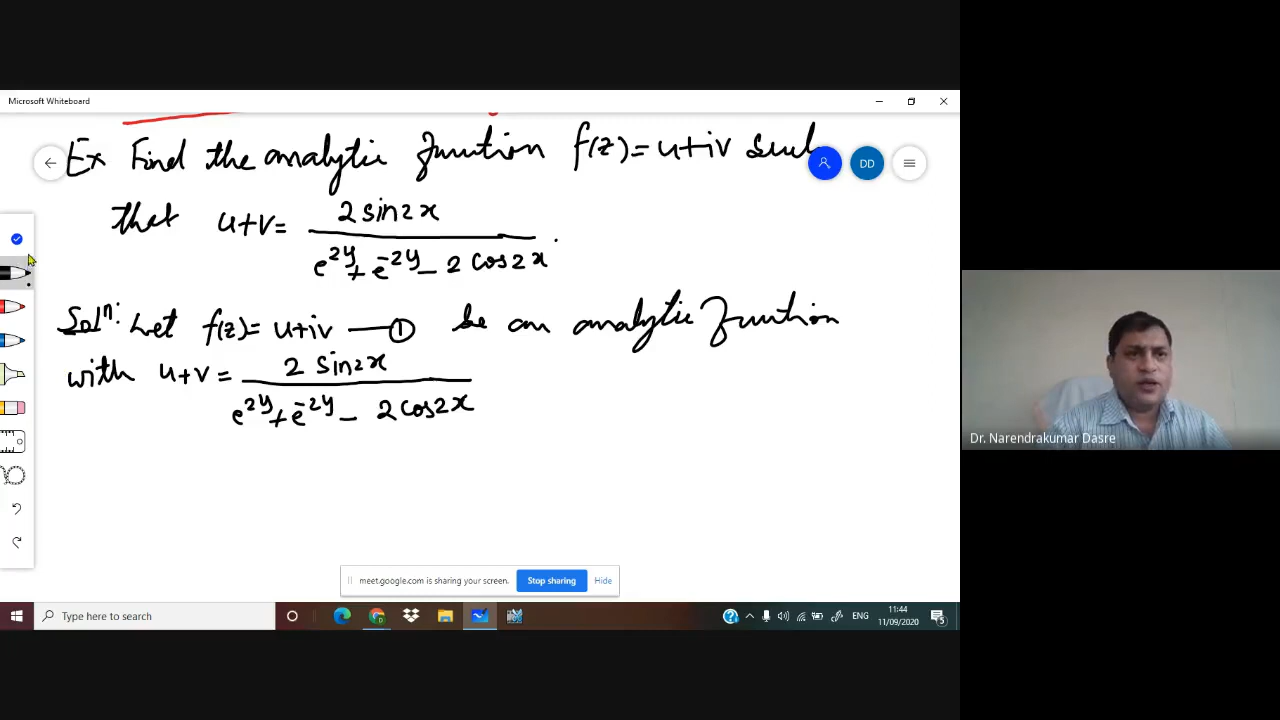 Microsoft Whiteboard
Ex Find the analytic function f(z)= u+iv such
DD
that u+v= 2 sin2x / e^2y + e^-2y - 2 cos2x .
Solⁿ: Let f(z)= u+iv —① be an analytic function
with u+v = 2 sin2x / e^2y + e^-2y - 2 cos2x
Dr. Narendrakumar Dasre
meet.google.com is sharing your screen. Stop sharing Hide
Type here to search
ENG
11:44
11/09/2020
5